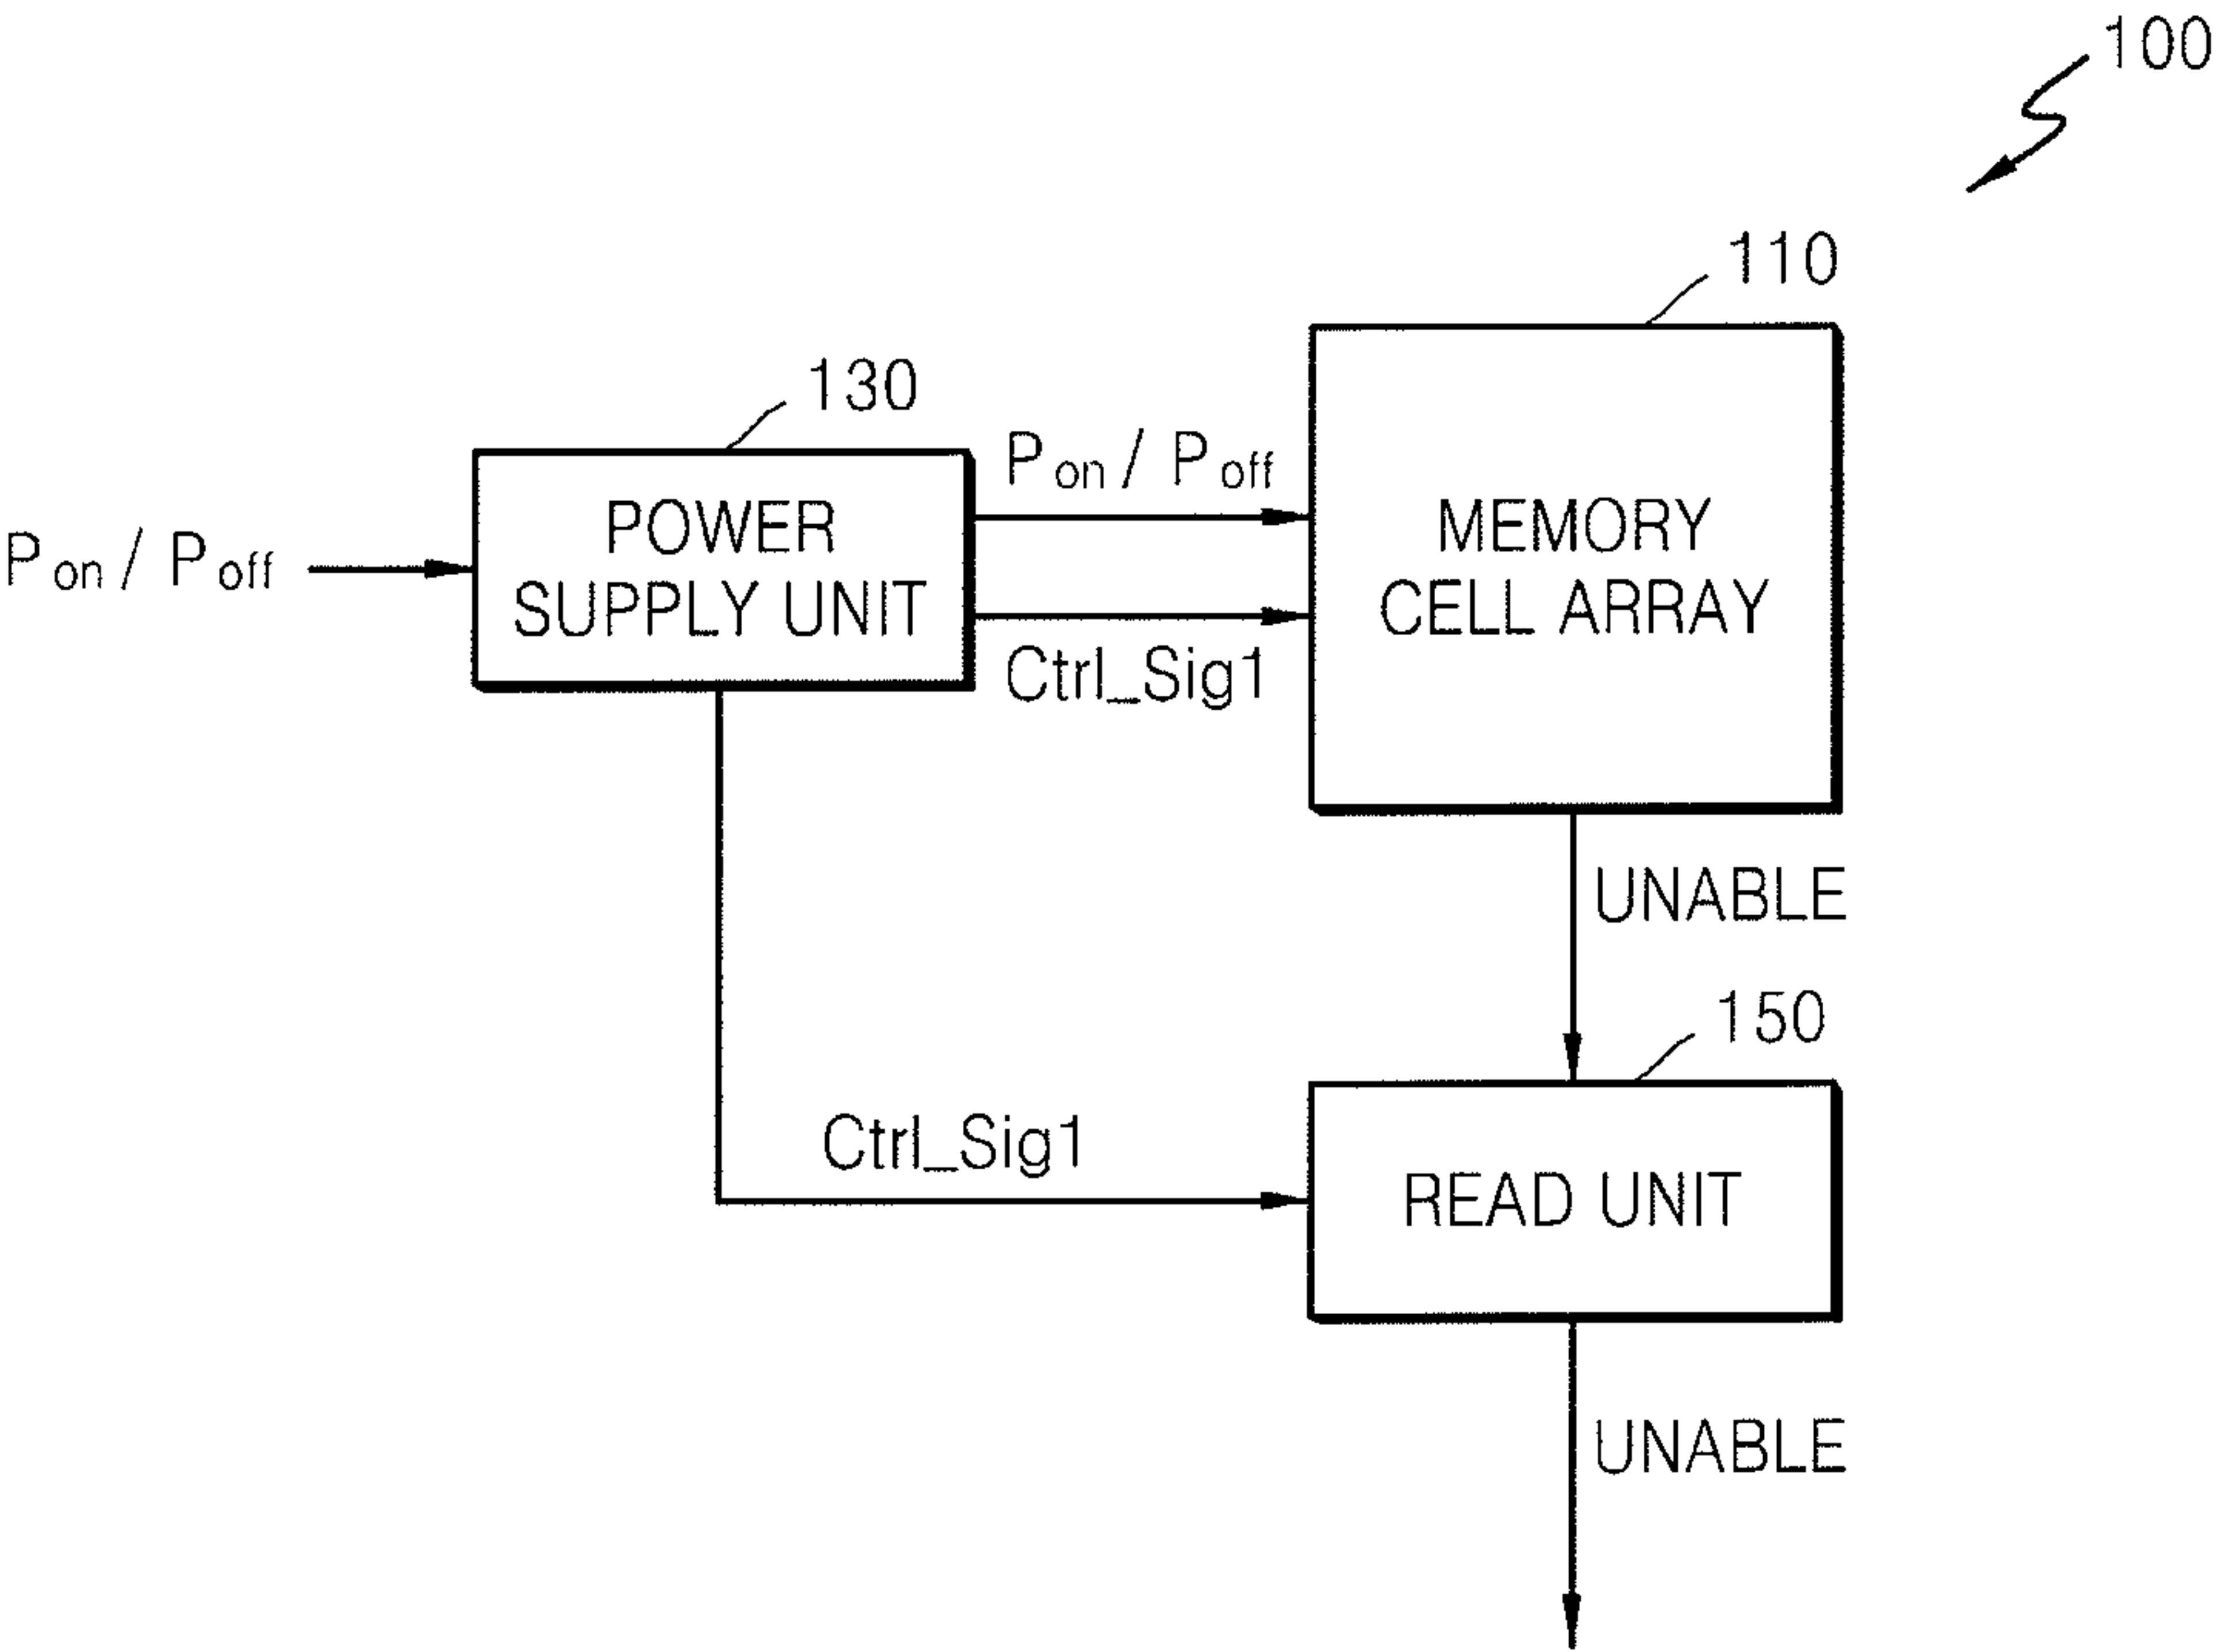 100
110
130
Pon / Poff
Pon / Poff
POWER
SUPPLY UNIT
MEMORY
CELL ARRAY
Ctrl_Sig1
UNABLE
150
Ctrl_Sig1
READ UNIT
UNABLE